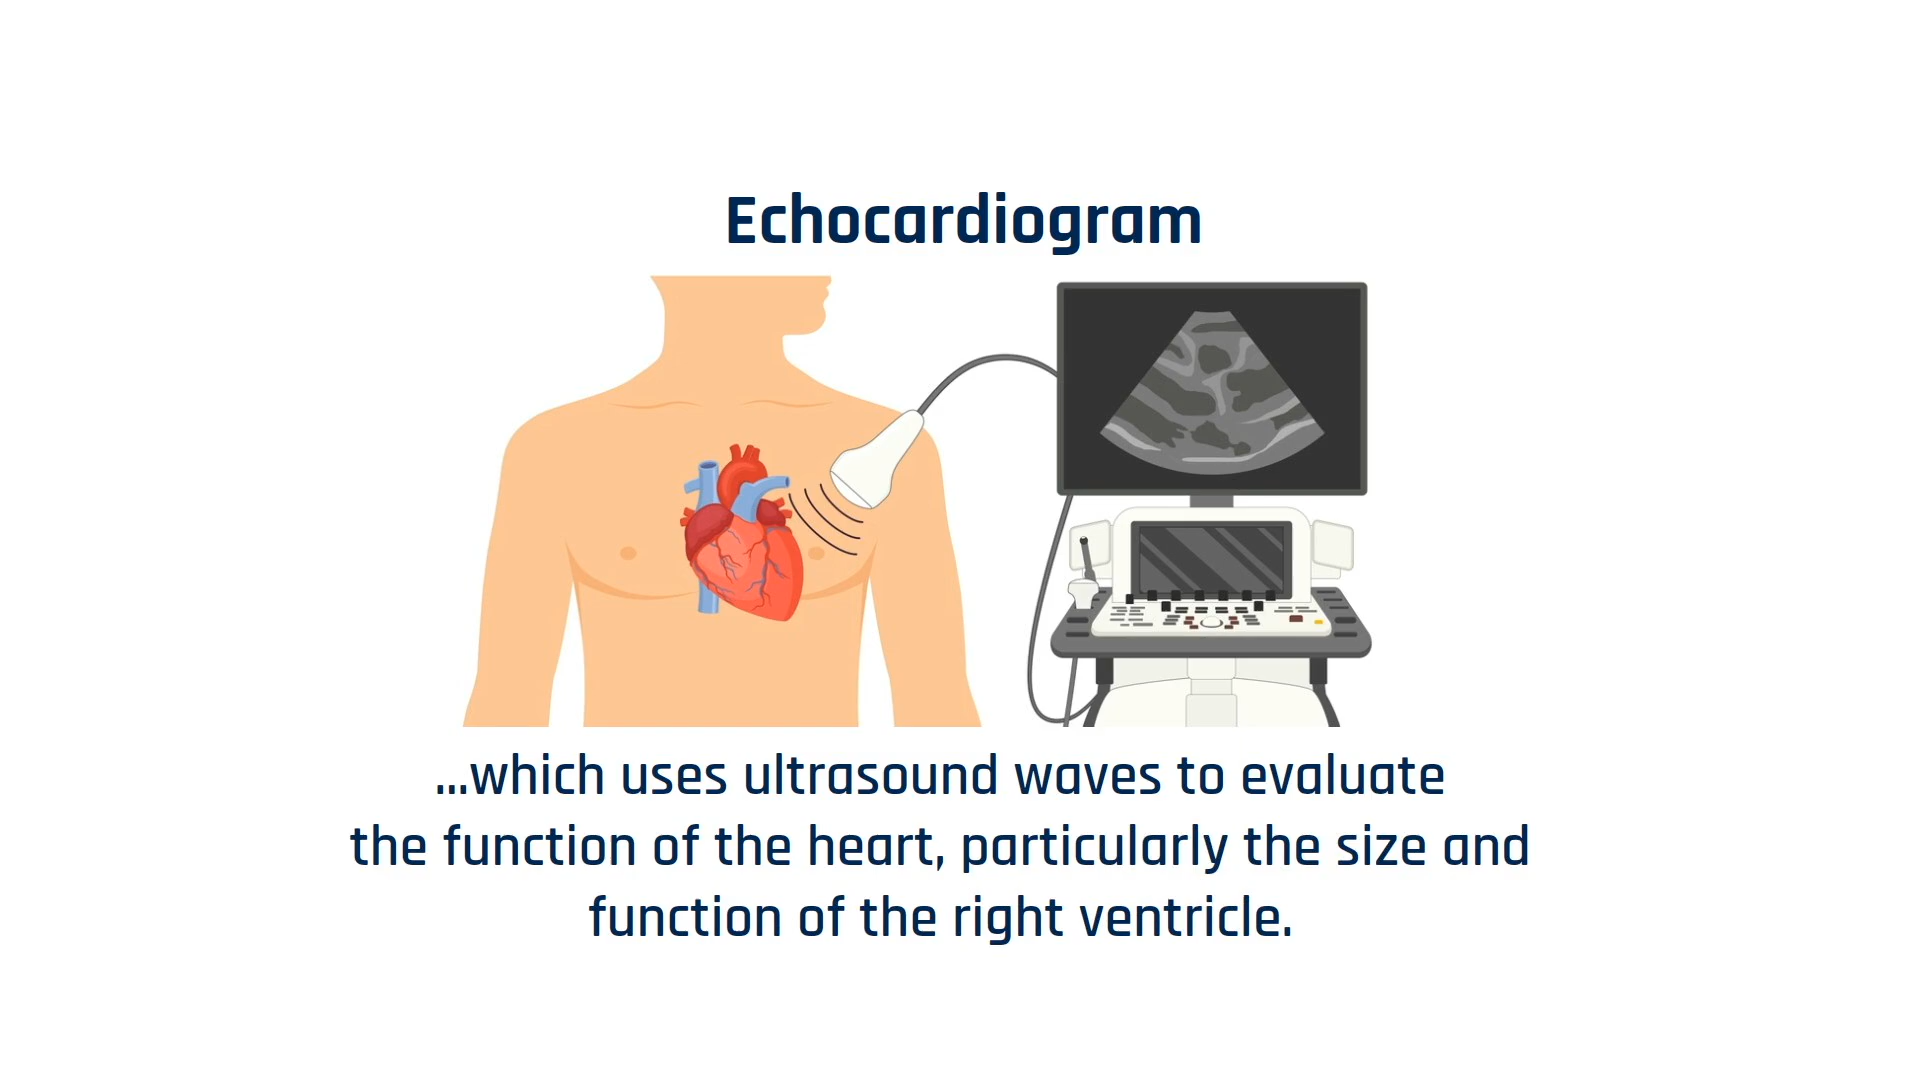 Echocardiogram
...which uses ultrasound waves to evaluate
the function of the heart, particularly the size and
function of the right ventricle.